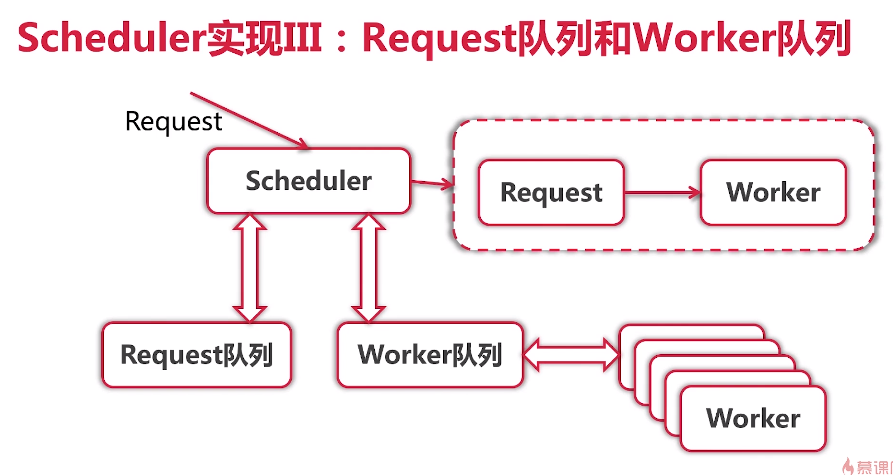 Scheduler实现III：Request队列和Worker队列
Request
Scheduler
Request
Worker
Request队列
Worker队列
Worker
慕课